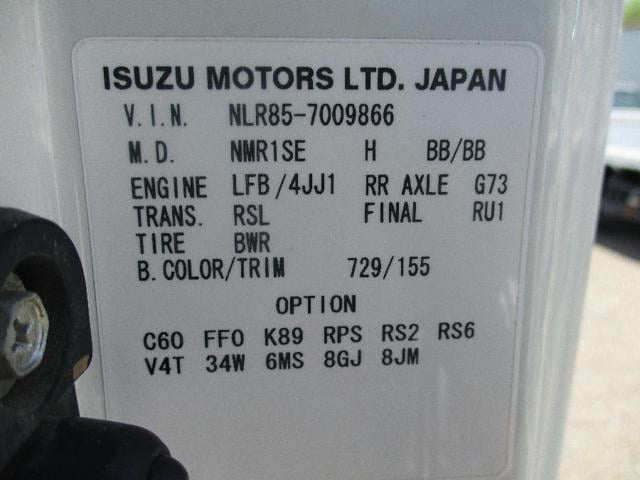 ISUZU MOTORS LTD. JAPAN
V.I.N. NLR85-7009866
M.D. NMR1SE H BB/BB
ENGINE LFB/4JJ1 RR AXLE G73
TRANS. RSL FINAL RU1
TIRE BWR
B.COLOR/TRIM 729/155
OPTION
C60 FF0 K89 RPS RS2 RS6
V4T 34W 6MS 8GJ 8JM